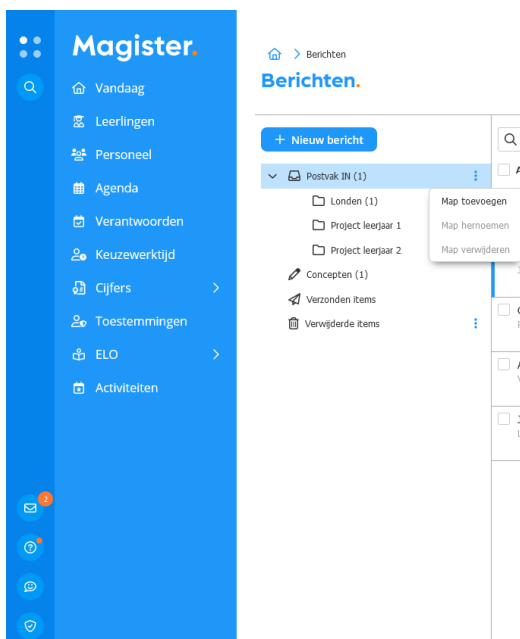 Magister.
Vandaag
Leerlingen
Personeel
Agenda
Verantwoorden
Keuzewerktijd
Cijfers
Toestemmingen
ELO
Activiteiten
2
Berichten
Berichten.
+ Nieuw bericht
Postvak IN (1)
Londen (1)
Project leerjaar 1
Project leerjaar 2
Concepten (1)
Verzonden items
Verwijderde items
Map toevoegen
Map hernoemen
Map verwijderen